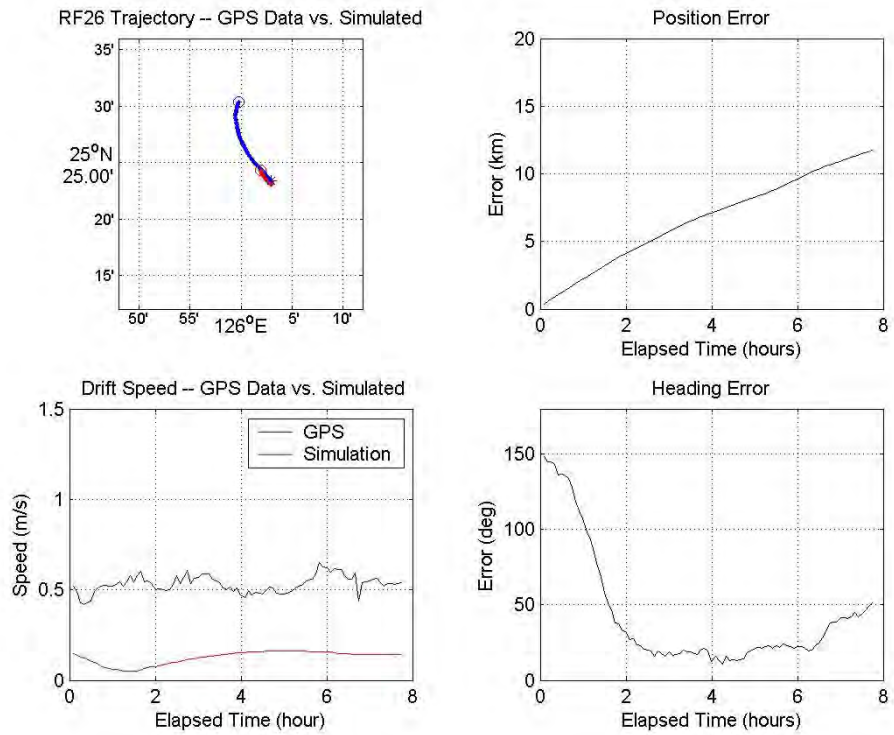 RF26 Trajectory -- GPS Data vs. Simulated
35'
30'
25°N
25.00'
20'
15'
50'
55'
126°E
5'
10'
Position Error
20
15
10
5
0
Error (km)
0
2
4
6
8
Elapsed Time (hours)
Drift Speed -- GPS Data vs. Simulated
1.5
1
0.5
0
Speed (m/s)
GPS
Simulation
0
2
4
6
8
Elapsed Time (hour)
Heading Error
150
100
50
0
Error (deg)
0
2
4
6
8
Elapsed Time (hours)